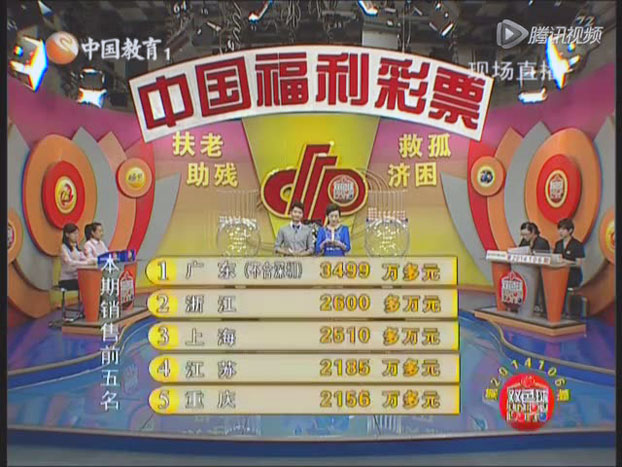 中国教育1
腾讯视频
现场直播
中国福利彩票
扶老
助残
救孤
济困
本期销售前五名
1 广东(不含深圳) 3499 万多元
2 浙江 2600 多万元
3 上海 2510 多万元
4 江苏 2185 万多元
5 重庆 2156 万多元
第2014106期
双色球